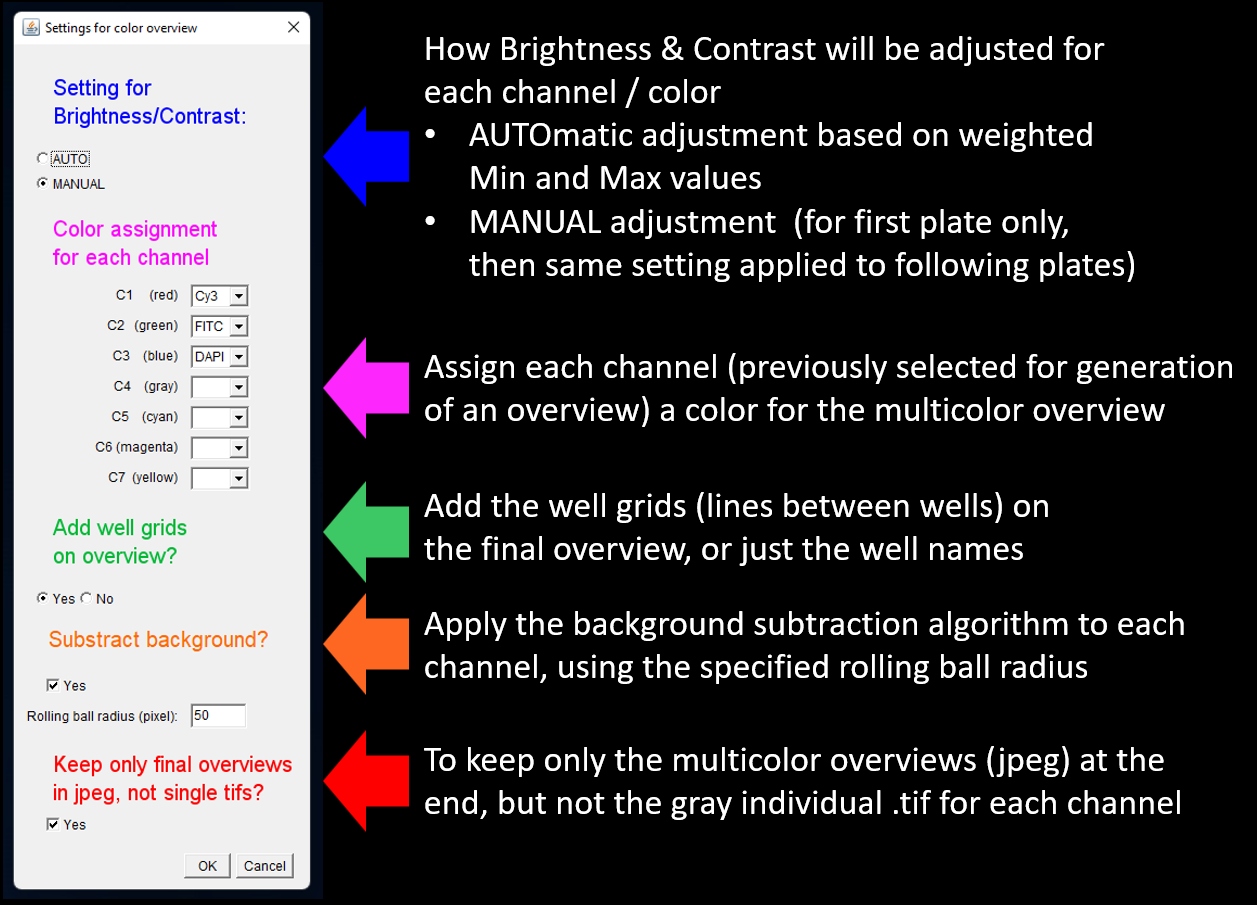 Settings for color overview
Setting for
Brightness/Contrast:
AUTO
MANUAL
Color assignment
for each channel
C1 (red) Cy3
C2 (green) FITC
C3 (blue) DAPI
C4 (gray)
C5 (cyan)
C6 (magenta)
C7 (yellow)
Add well grids
on overview?
Yes No
Substract background?
Yes
Rolling ball radius (pixel): 50
Keep only final overviews
in jpeg, not single tifs?
Yes
OK Cancel
How Brightness & Contrast will be adjusted for
each channel / color
• AUTOmatic adjustment based on weighted
Min and Max values
• MANUAL adjustment (for first plate only,
then same setting applied to following plates)
Assign each channel (previously selected for generation
of an overview) a color for the multicolor overview
Add the well grids (lines between wells) on
the final overview, or just the well names
Apply the background subtraction algorithm to each
channel, using the specified rolling ball radius
To keep only the multicolor overviews (jpeg) at the
end, but not the gray individual .tif for each channel